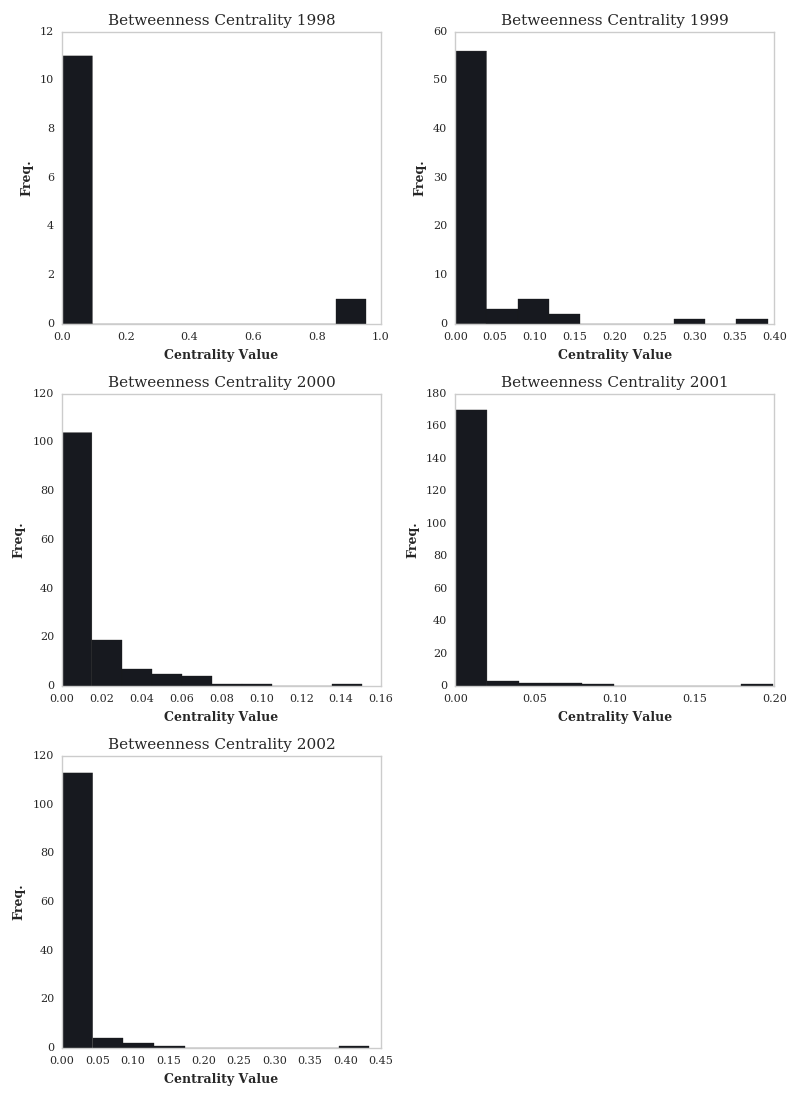 Betweenness Centrality 1998
12
10
8
6
4
2
0
Freq.
0.0 0.2 0.4 0.6 0.8 1.0
Centrality Value
Betweenness Centrality 1999
60
50
40
30
20
10
0
Freq.
0.00 0.05 0.10 0.15 0.20 0.25 0.30 0.35 0.40
Centrality Value
Betweenness Centrality 2000
120
100
80
60
40
20
0
Freq.
0.00 0.02 0.04 0.06 0.08 0.10 0.12 0.14 0.16
Centrality Value
Betweenness Centrality 2001
180
160
140
120
100
80
60
40
20
0
Freq.
0.00 0.05 0.10 0.15 0.20
Centrality Value
Betweenness Centrality 2002
120
100
80
60
40
20
0
Freq.
0.00 0.05 0.10 0.15 0.20 0.25 0.30 0.35 0.40 0.45
Centrality Value